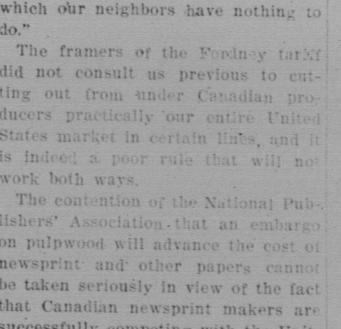 which our neighbors have nothing to
do."
The framers of the Fordney tariff
did not consult us previous to cut-
ting out from under Canadian pro-
ducers practically our entire United
States market in certain lines, and it
is indeed a poor rule that will not
work both ways.
The contention of the National Pub-
lishers' Association that an embargo
on pulpwood will advance the cost of
newsprint and other papers cannot
be taken seriously in view of the fact
that Canadian newsprint makers are
successfully competing with the